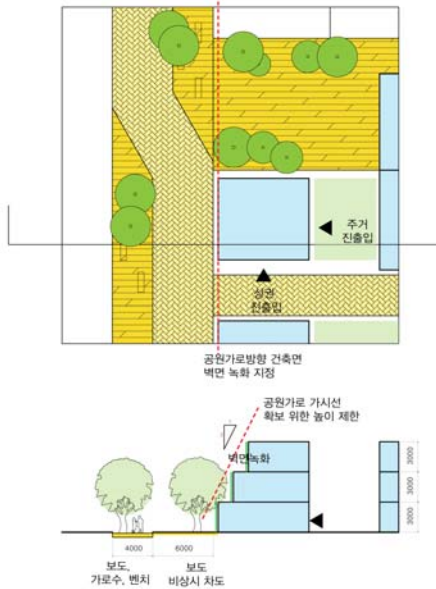 주거
진출입
상권
진출입
공원가로방향 건축면
벽면 녹화 지정
공원가로 가시선
확보 위한 높이 제한
벽면녹화
3000
3000
3000
4000
6000
보도,
가로수, 벤치
보도
비상시 차도